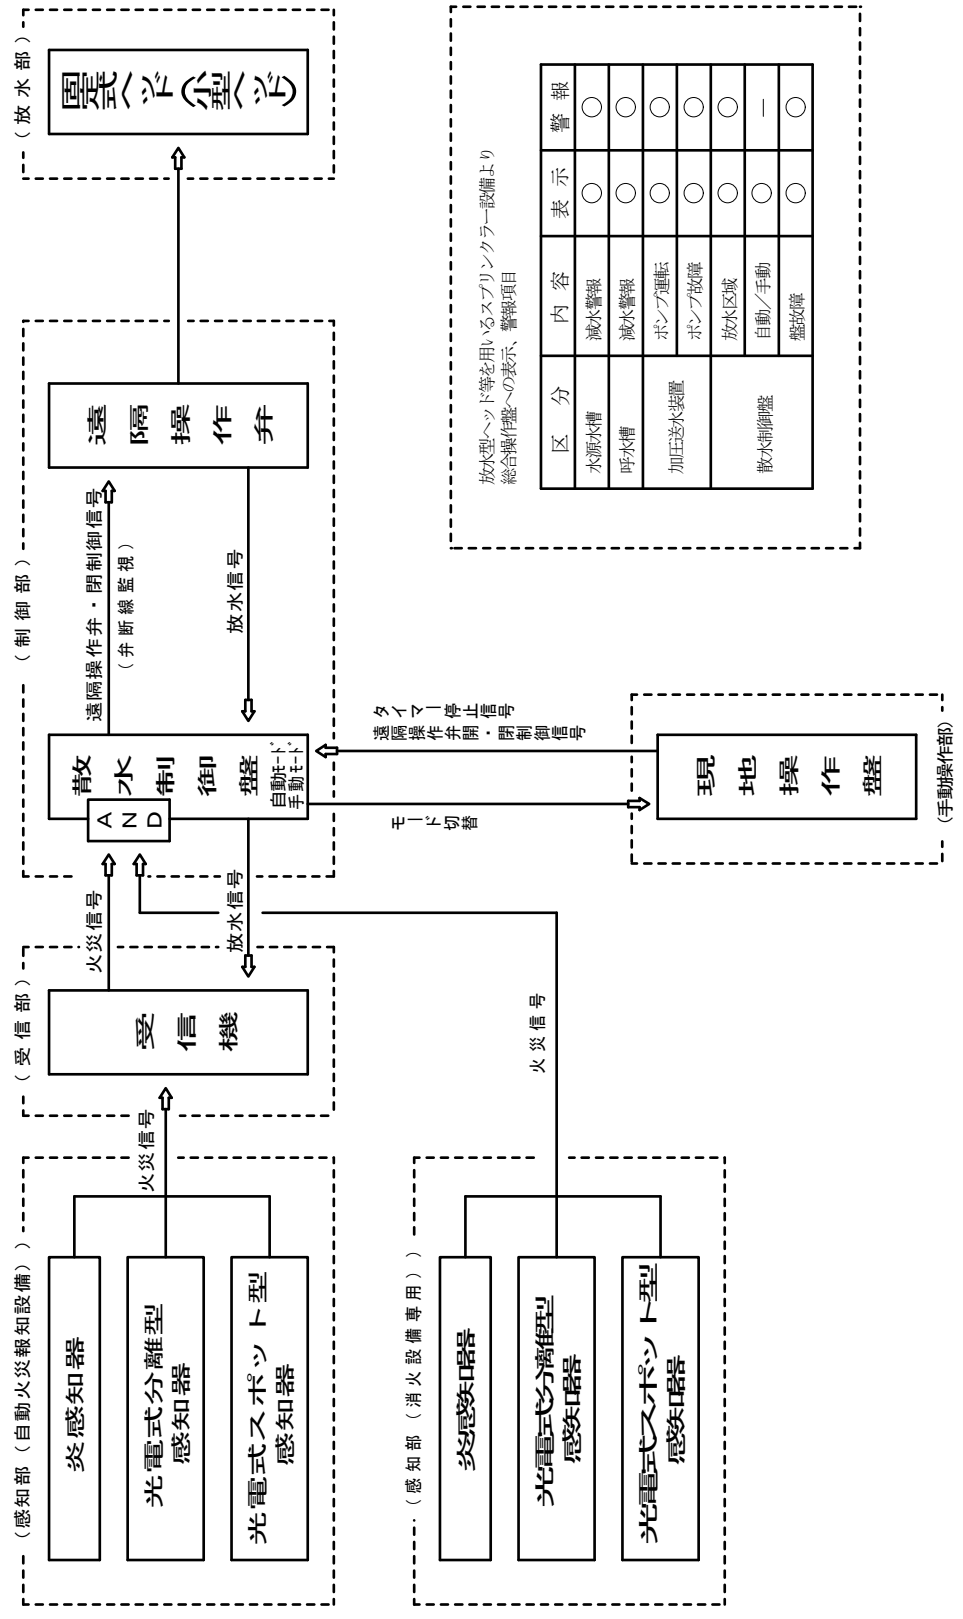 （感知部（自動火災報知設備））
炎感知器
光電式分離型
感知器
光電式スポット型
感知器
火災信号
（受信部）
受信機
火災信号
放水信号
（制御部）
散水制御盤
AND
自動モード
手動モード
遠隔操作弁・閉制御信号
（弁断線監視）
放水信号
遠隔操作弁
（放水部）
固定式ヘッド（小型ヘッド）
（感知部（消火設備専用））
炎感知器
光電式分離型
感知器
光電式スポット型
感知器
火災信号
モード切替
タイマー停止信号
遠隔操作弁開・閉制御信号
現地操作盤
（手動操作部）
放水型ヘッド等を用いるスプリンクラー設備より
総合操作盤への表示、警報項目
区 分 内 容 表 示 警 報
水源水槽 減水警報 ○ ○
呼水槽 減水警報 ○ ○
加圧送水装置 ポンプ運転 ○ ○
ポンプ故障 ○ ○
散水制御盤 放水区域 ○ ○
自動／手動 ○ －
盤故障 ○ ○